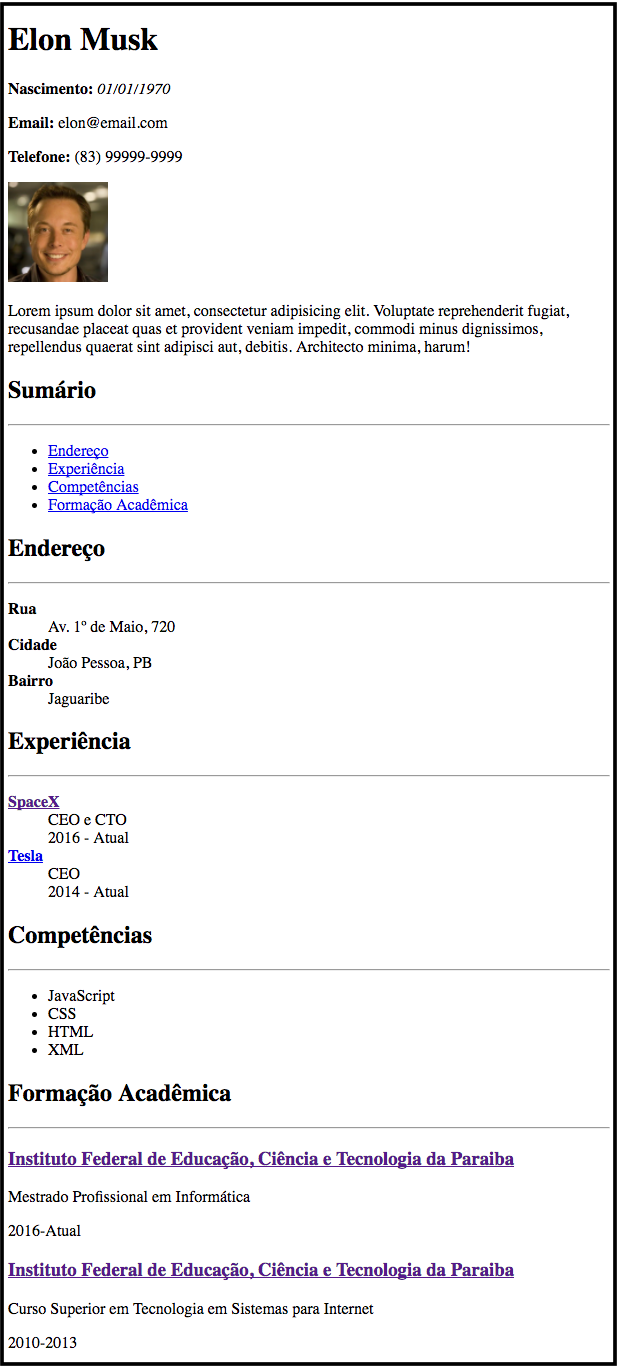 Elon Musk
Nascimento: 01/01/1970
Email: elon@email.com
Telefone: (83) 99999-9999
Lorem ipsum dolor sit amet, consectetur adipisicing elit. Voluptate reprehenderit fugiat,
recusandae placeat quas et provident veniam impedit, commodi minus dignissimos,
repellendus quaerat sint adipisci aut, debitis. Architecto minima, harum!
Sumário
Endereço
Experiência
Competências
Formação Acadêmica
Endereço
Rua
Av. 1º de Maio, 720
Cidade
João Pessoa, PB
Bairro
Jaguaribe
Experiência
SpaceX
CEO e CTO
2016 - Atual
Tesla
CEO
2014 - Atual
Competências
JavaScript
CSS
HTML
XML
Formação Acadêmica
Instituto Federal de Educação, Ciência e Tecnologia da Paraiba
Mestrado Profissional em Informática
2016-Atual
Instituto Federal de Educação, Ciência e Tecnologia da Paraiba
Curso Superior em Tecnologia em Sistemas para Internet
2010-2013